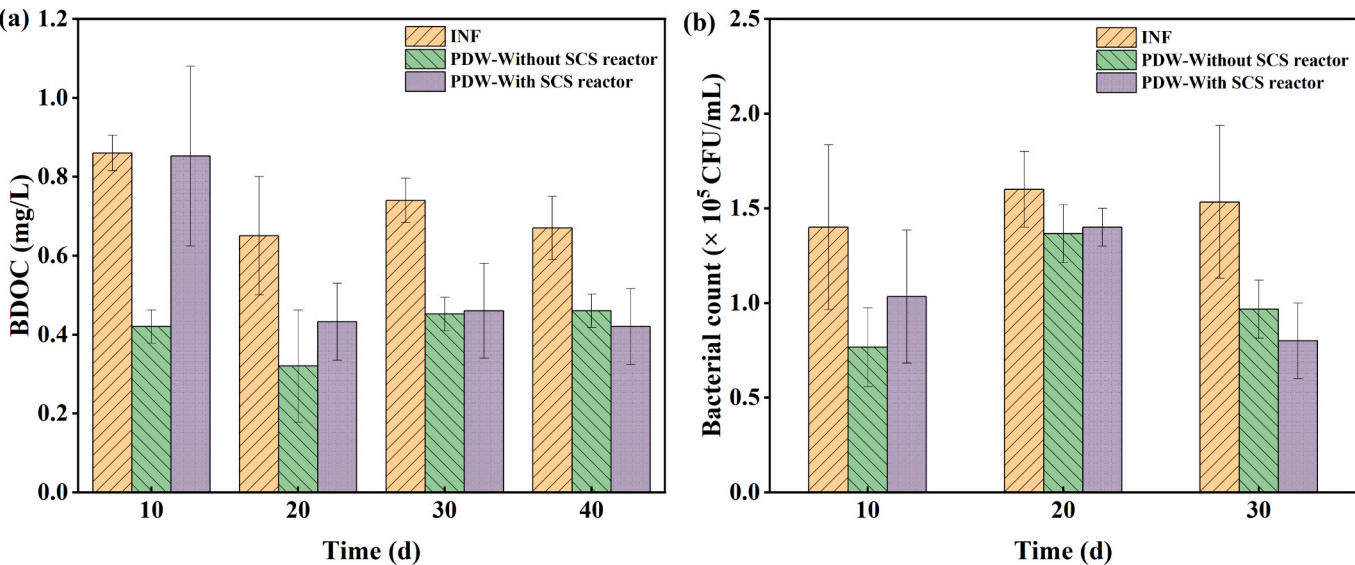 (a)
1.2
1.0
0.8
0.6
0.4
0.2
0.0
BDOC (mg/L)
INF
PDW-Without SCS reactor
PDW-With SCS reactor
10 20 30 40
Time (d)
(b)
2.5
2.0
1.5
1.0
0.5
0.0
Bacterial count (× 10⁵ CFU/mL)
INF
PDW-Without SCS reactor
PDW-With SCS reactor
10 20 30
Time (d)